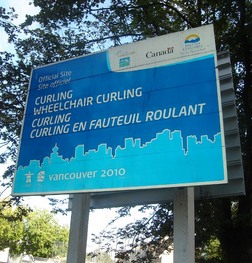 Canada
Official Site
Site officiel
CURLING
WHEELCHAIR CURLING
CURLING
CURLING EN FAUTEUIL ROULANT
vancouver 2010